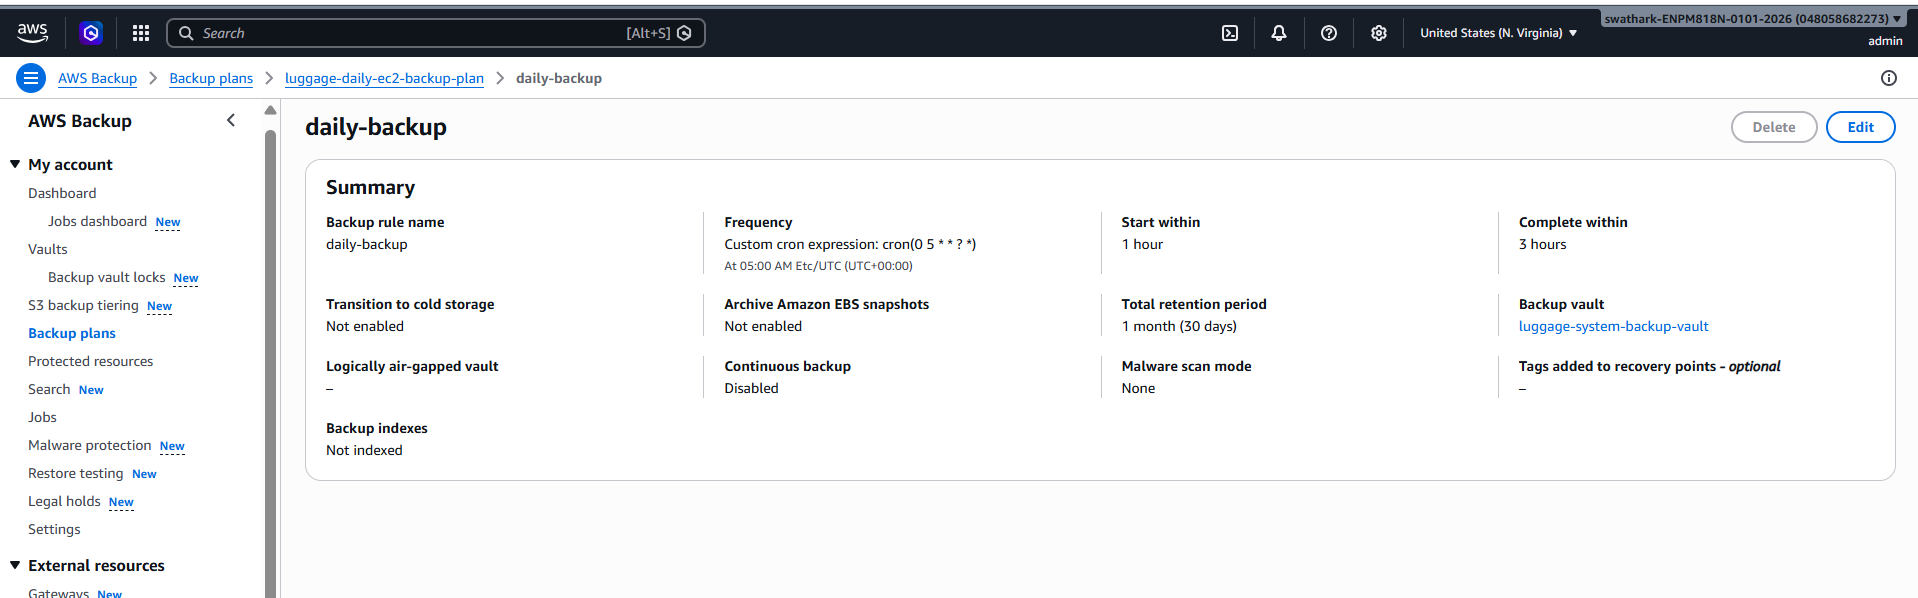 aws
Search [Alt+S]
United States (N. Virginia)
swathark-ENPM818N-0101-2026 (048058682273)
admin
AWS Backup > Backup plans > luggage-daily-ec2-backup-plan > daily-backup
AWS Backup
My account
Dashboard
Jobs dashboard New
Vaults
Backup vault locks New
S3 backup tiering New
Backup plans
Protected resources
Search New
Jobs
Malware protection New
Restore testing New
Legal holds New
Settings
External resources
Gateways New
daily-backup
Delete
Edit
Summary
Backup rule name
daily-backup
Frequency
Custom cron expression: cron(0 5 * * ? *)
At 05:00 AM Etc/UTC (UTC+00:00)
Start within
1 hour
Complete within
3 hours
Transition to cold storage
Not enabled
Archive Amazon EBS snapshots
Not enabled
Total retention period
1 month (30 days)
Backup vault
luggage-system-backup-vault
Logically air-gapped vault
–
Continuous backup
Disabled
Malware scan mode
None
Tags added to recovery points - optional
–
Backup indexes
Not indexed